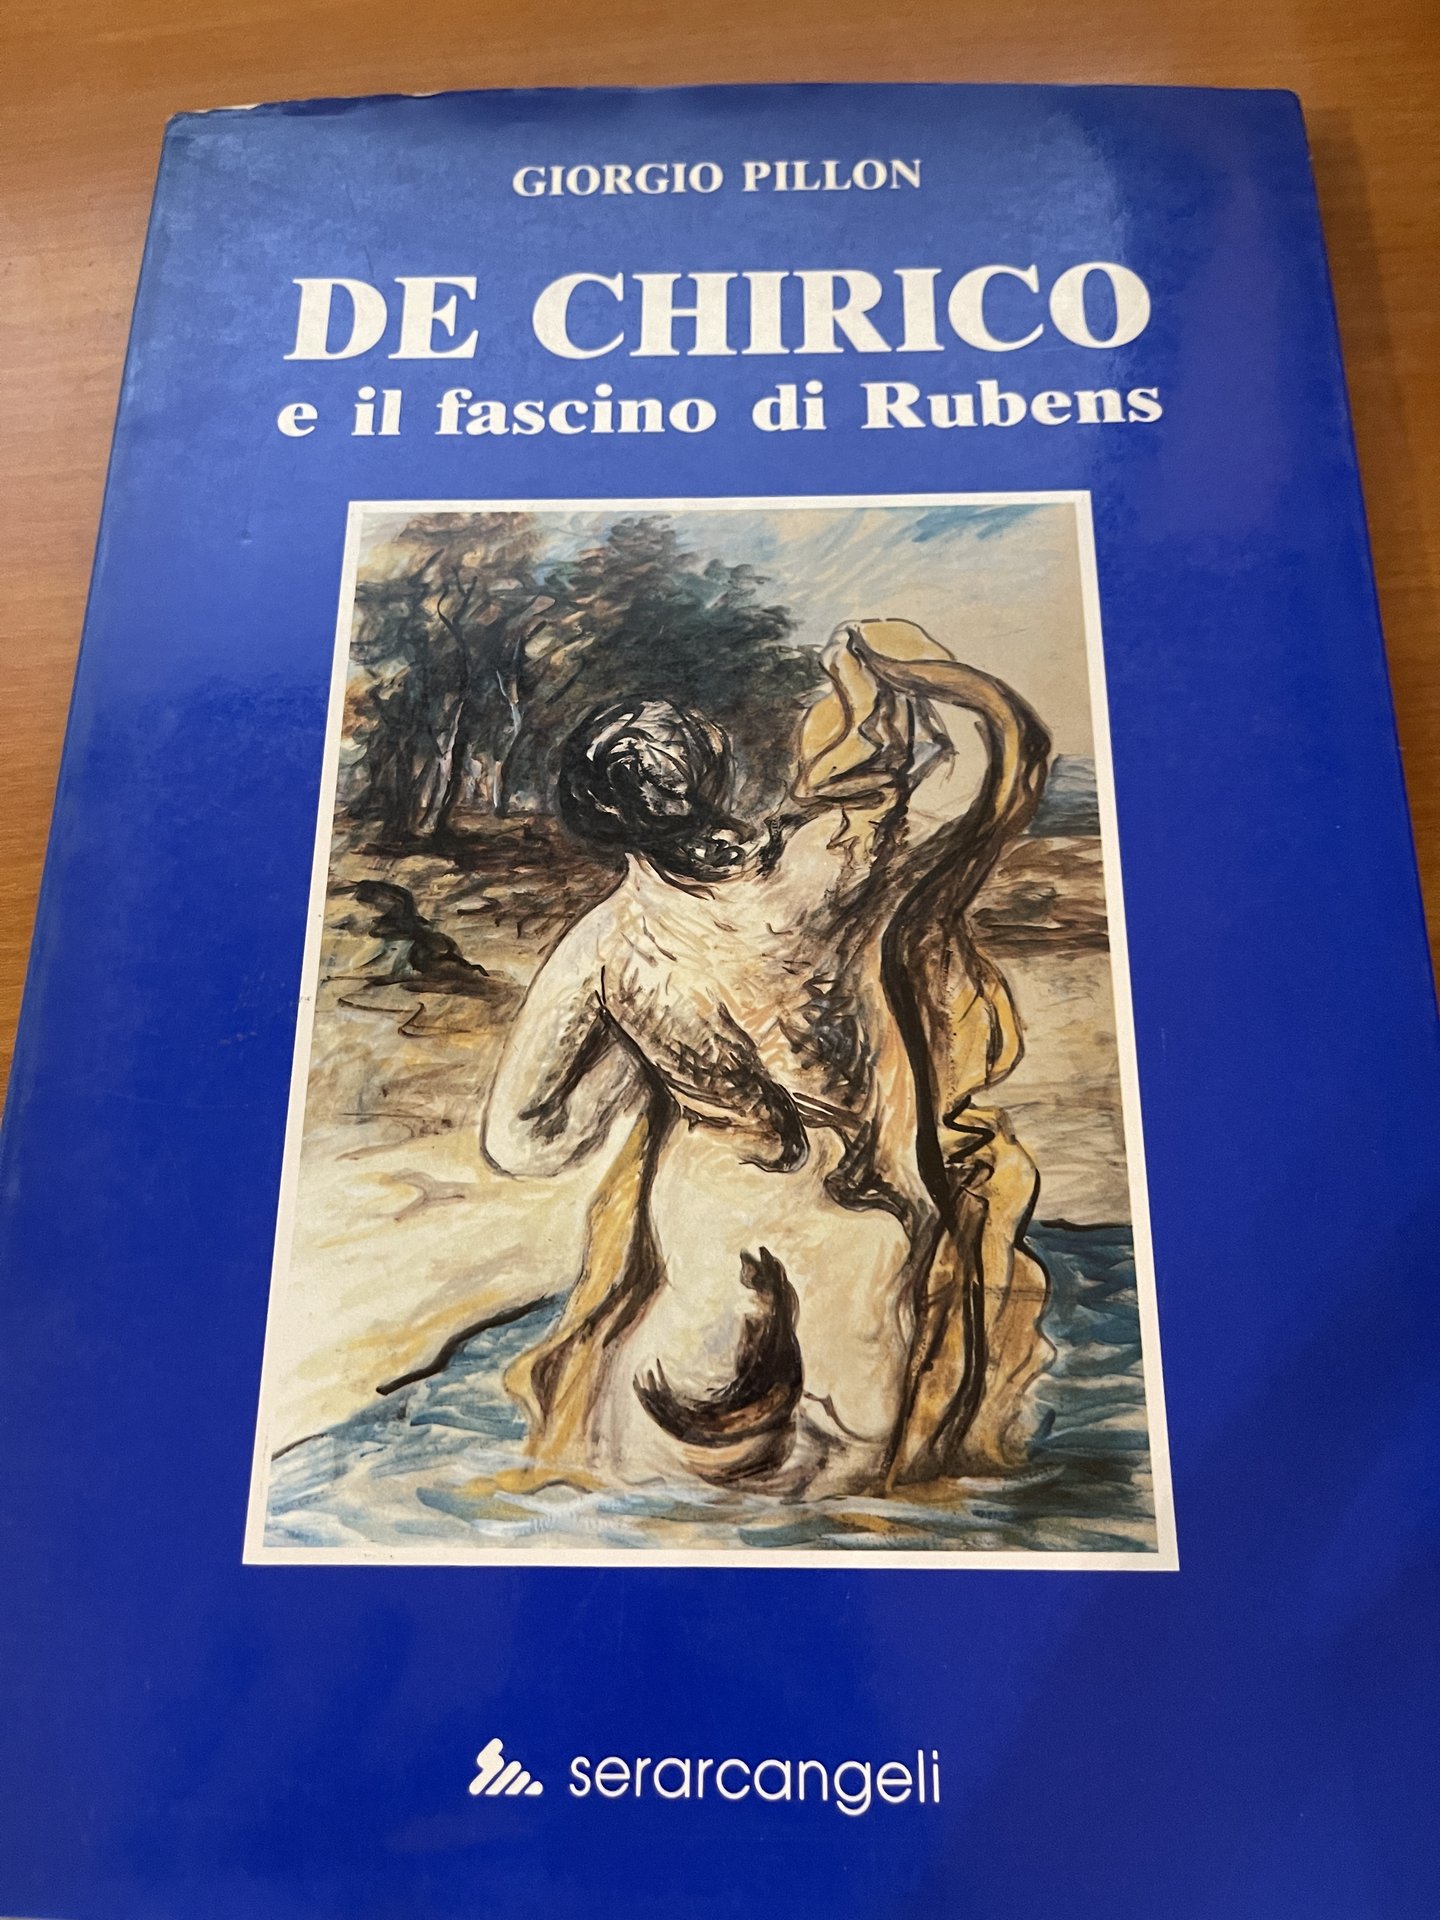 GIORGIO PILLON
DE CHIRICO
e il fascino di Rubens
serarcangeli